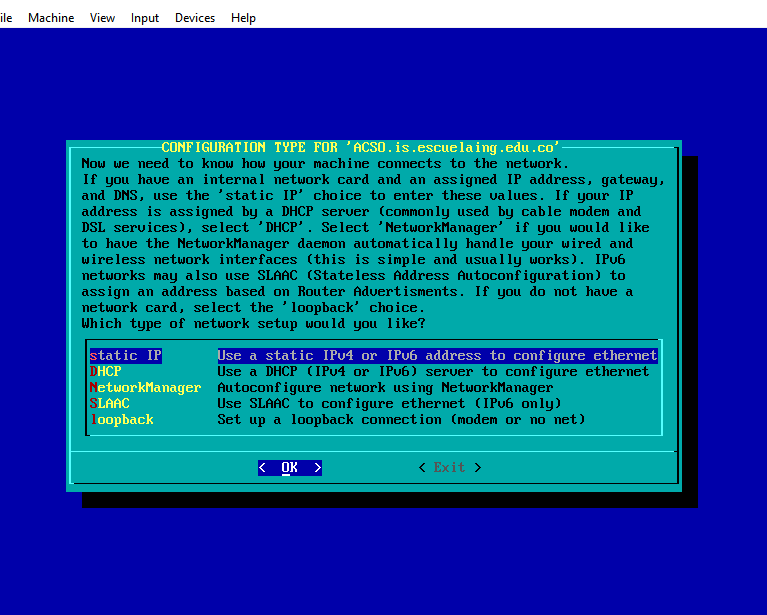 ile Machine View Input Devices Help
CONFIGURATION TYPE FOR 'ACSO.is.escuelaing.edu.co'
Now we need to know how your machine connects to the network.
If you have an internal network card and an assigned IP address, gateway,
and DNS, use the 'static IP' choice to enter these values. If your IP
address is assigned by a DHCP server (commonly used by cable modem and
DSL services), select 'DHCP'. Select 'NetworkManager' if you would like
to have the NetworkManager daemon automatically handle your wired and
wireless network interfaces (this is simple and usually works). IPv6
networks may also use SLAAC (Stateless Address Autoconfiguration) to
assign an address based on Router Advertisments. If you do not have a
network card, select the 'loopback' choice.
Which type of network setup would you like?
static IP Use a static IPv4 or IPv6 address to configure ethernet
DHCP Use a DHCP (IPv4 or IPv6) server to configure ethernet
NetworkManager Autoconfigure network using NetworkManager
SLAAC Use SLAAC to configure ethernet (IPv6 only)
loopback Set up a loopback connection (modem or no net)
< OK > < Exit >